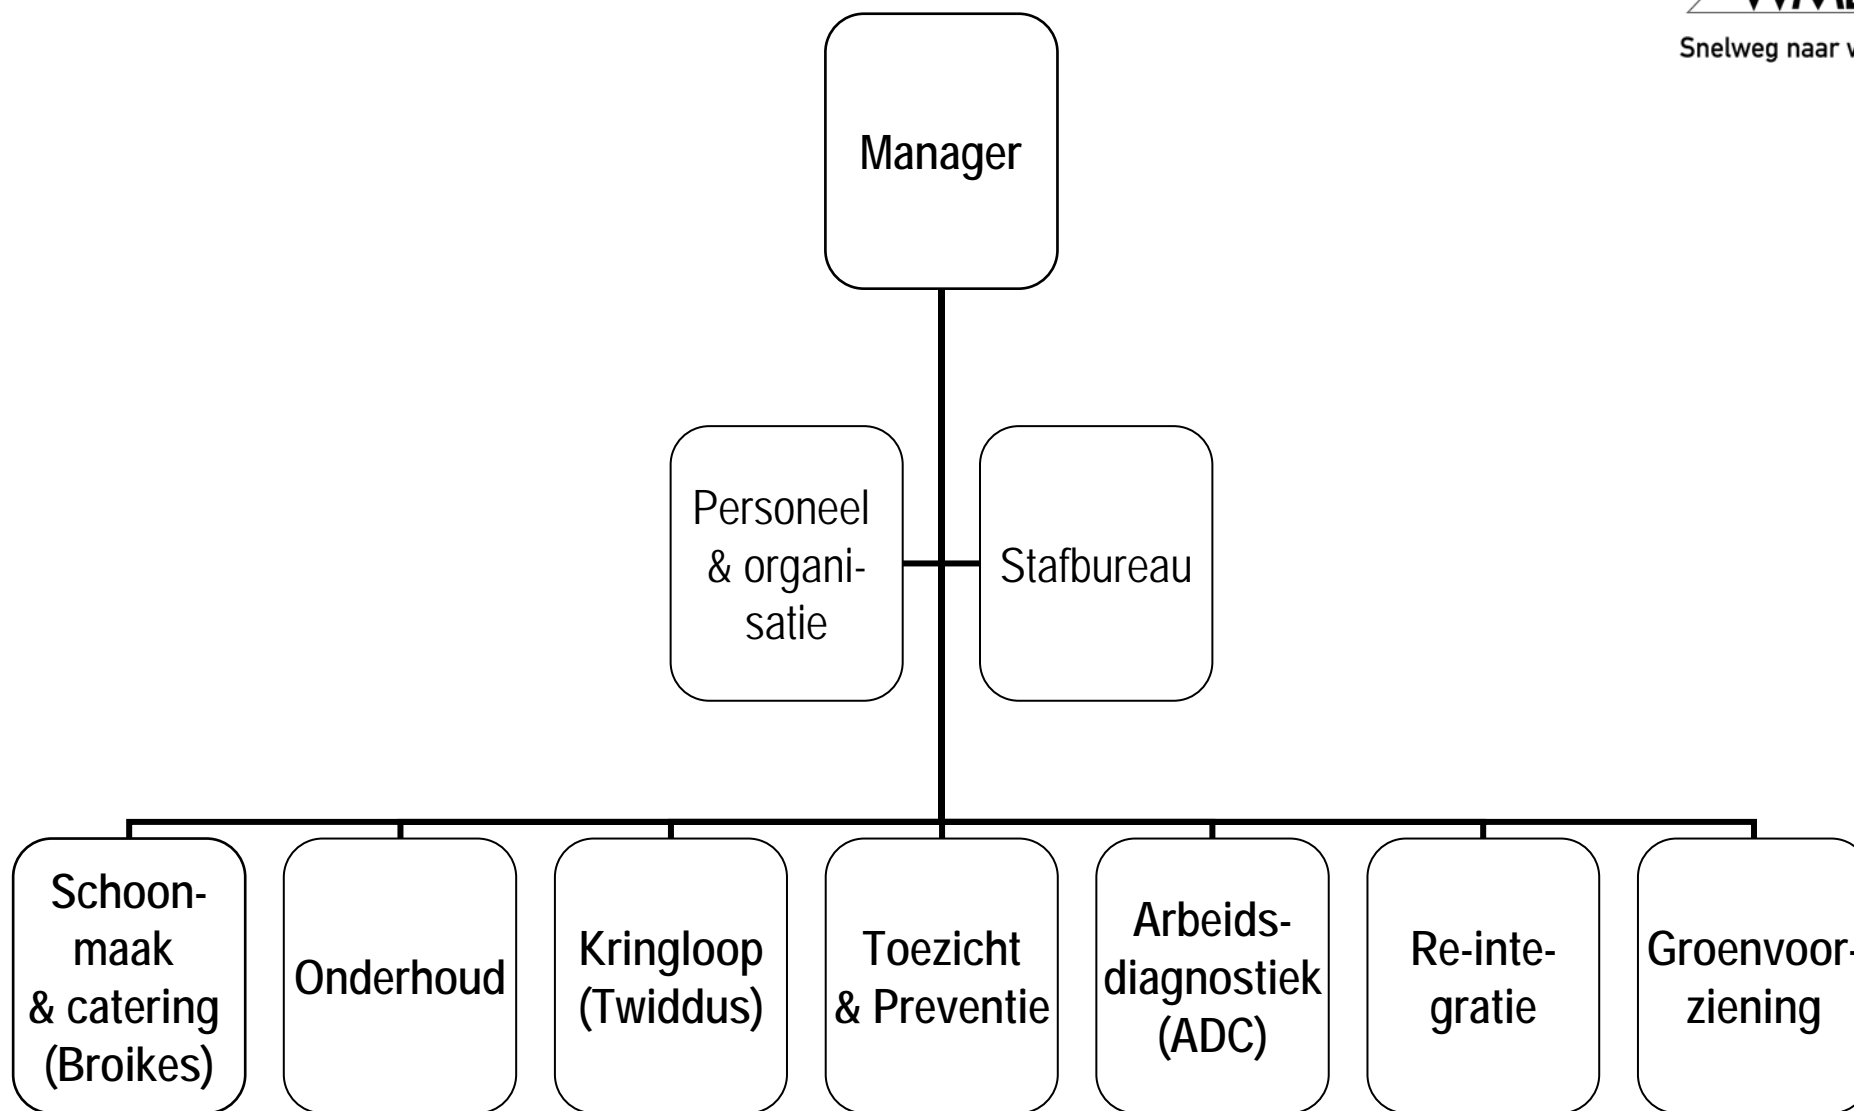 Snelweg naar
Manager
Personeel
& organi-
satie
Stafbureau
Schoon-
maak
& catering
(Broikes)
Onderhoud
Kringloop
(Twiddus)
Toezicht
& Preventie
Arbeids-
diagnostiek
(ADC)
Re-inte-
gratie
Groenvoor-
ziening